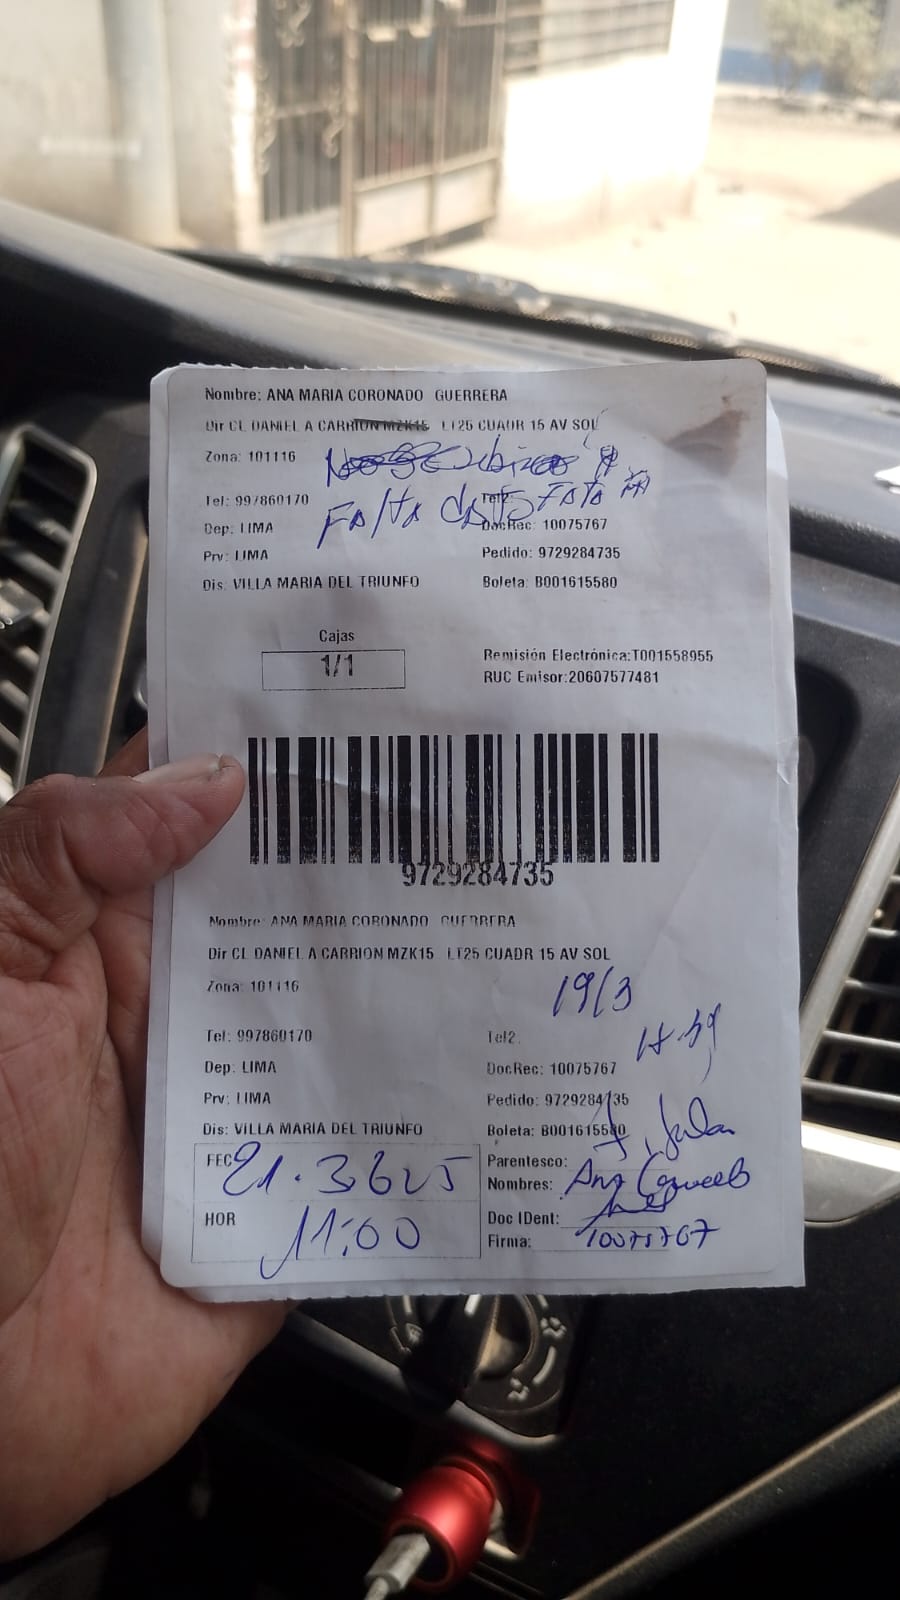 Nombre: ANA MARIA CORONADO GUERRERA
Dir CL DANIEL A CARRION MZK15 LT25 CUADR 15 AV SOL
Zona: 101116
Tel: 997860170 Tel2:
Falta dato
Dep: LIMA DocRec: 10075767
Prv: LIMA Pedido: 9729284735
Dis: VILLA MARIA DEL TRIUNFO Boleta: B001615580
Cajas
1/1
Remisión Electrónica:T001558955
RUC Emisor:20607577481
9729284735
Nombre: ANA MARIA CORONADO GUERRERA
Dir CL DANIEL A CARRION MZK15 LT25 CUADR 15 AV SOL
Zona: 101116
19/3
Tel: 997860170 Tel2:
Dep: LIMA DocRec: 10075767
Prv: LIMA Pedido: 9729284735
Dis: VILLA MARIA DEL TRIUNFO Boleta: B001615580
FEC 21.3.2025
Parentesco:
Nombres: Ana
HOR 11:00
Doc IDent:
Firma: 10075767